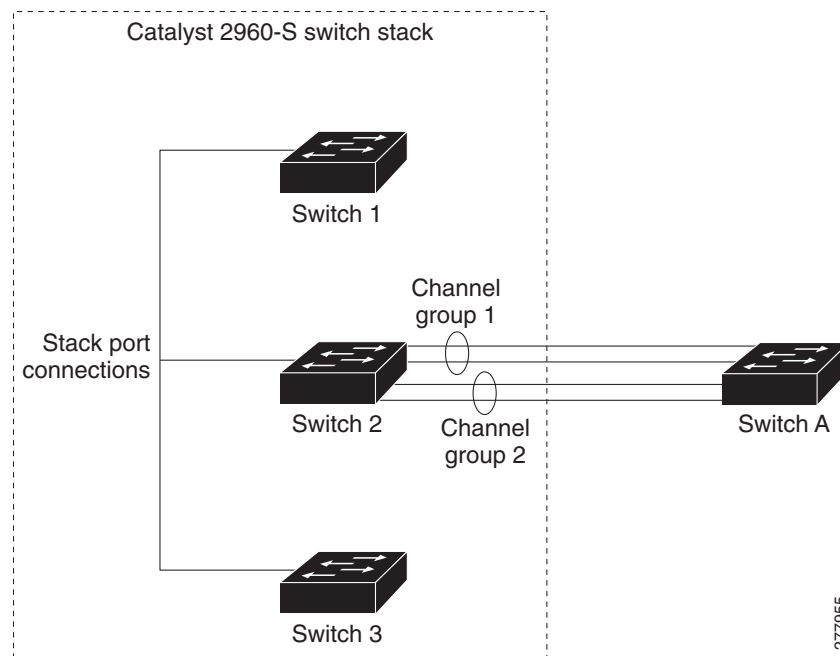 Catalyst 2960-S switch stack
Switch 1
Channel
group 1
Stack port
connections
Switch 2
Channel
group 2
Switch A
Switch 3
277955